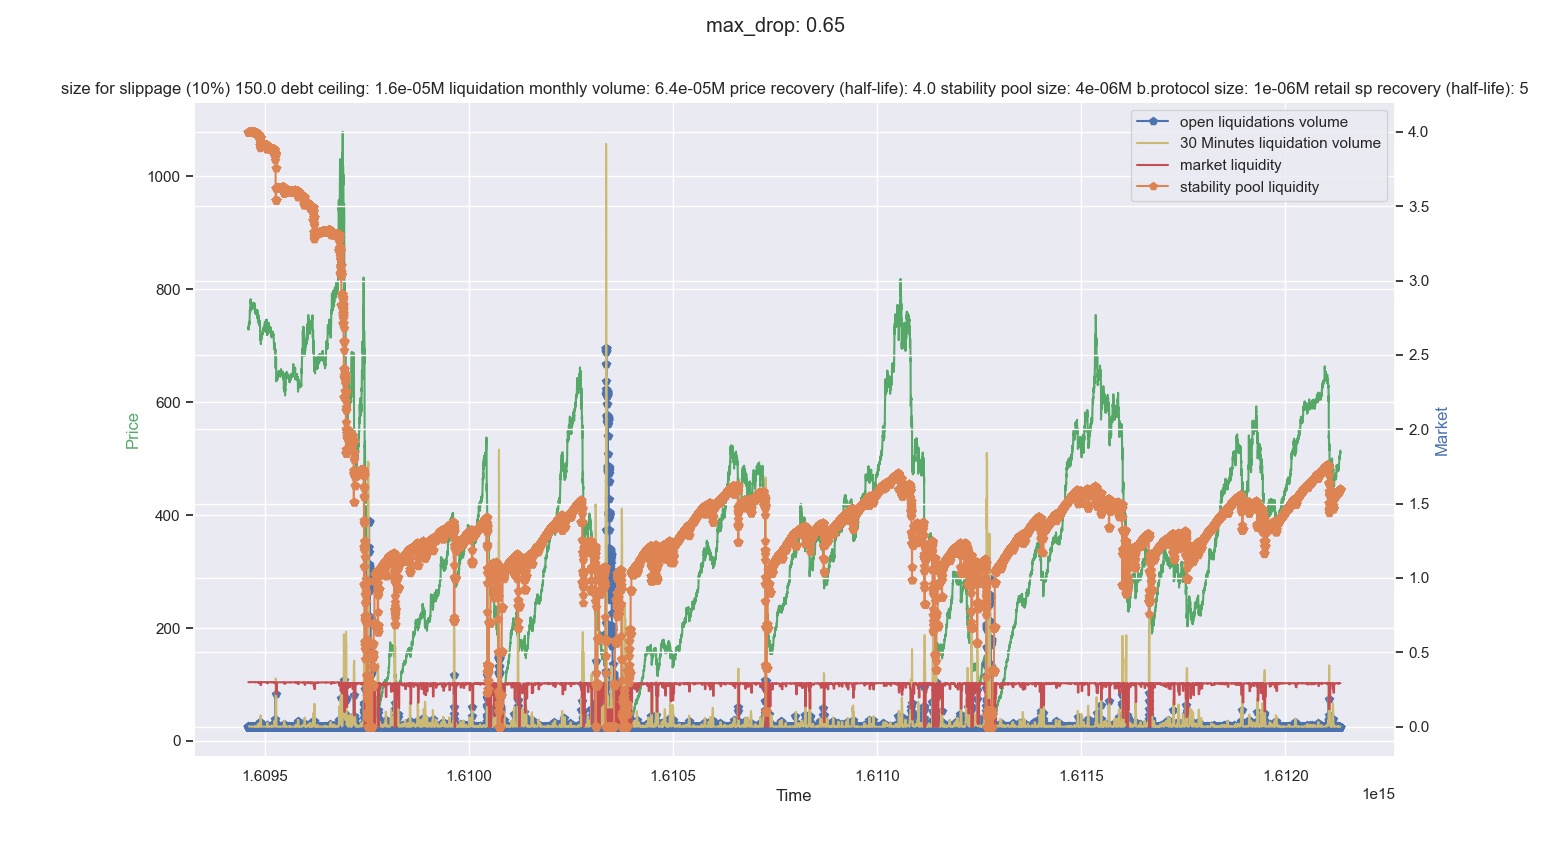 max_drop: 0.65
size for slippage (10%) 150.0 debt ceiling: 1.6e-05M liquidation monthly volume: 6.4e-05M price recovery (half-life): 4.0 stability pool size: 4e-06M b.protocol size: 1e-06M retail sp recovery (half-life): 5
open liquidations volume
30 Minutes liquidation volume
market liquidity
stability pool liquidity
1000
800
600
400
200
0
Price
4.0
3.5
3.0
2.5
2.0
1.5
1.0
0.5
0.0
Market
1.6095 1.6100 1.6105 1.6110 1.6115 1.6120
Time
1e15